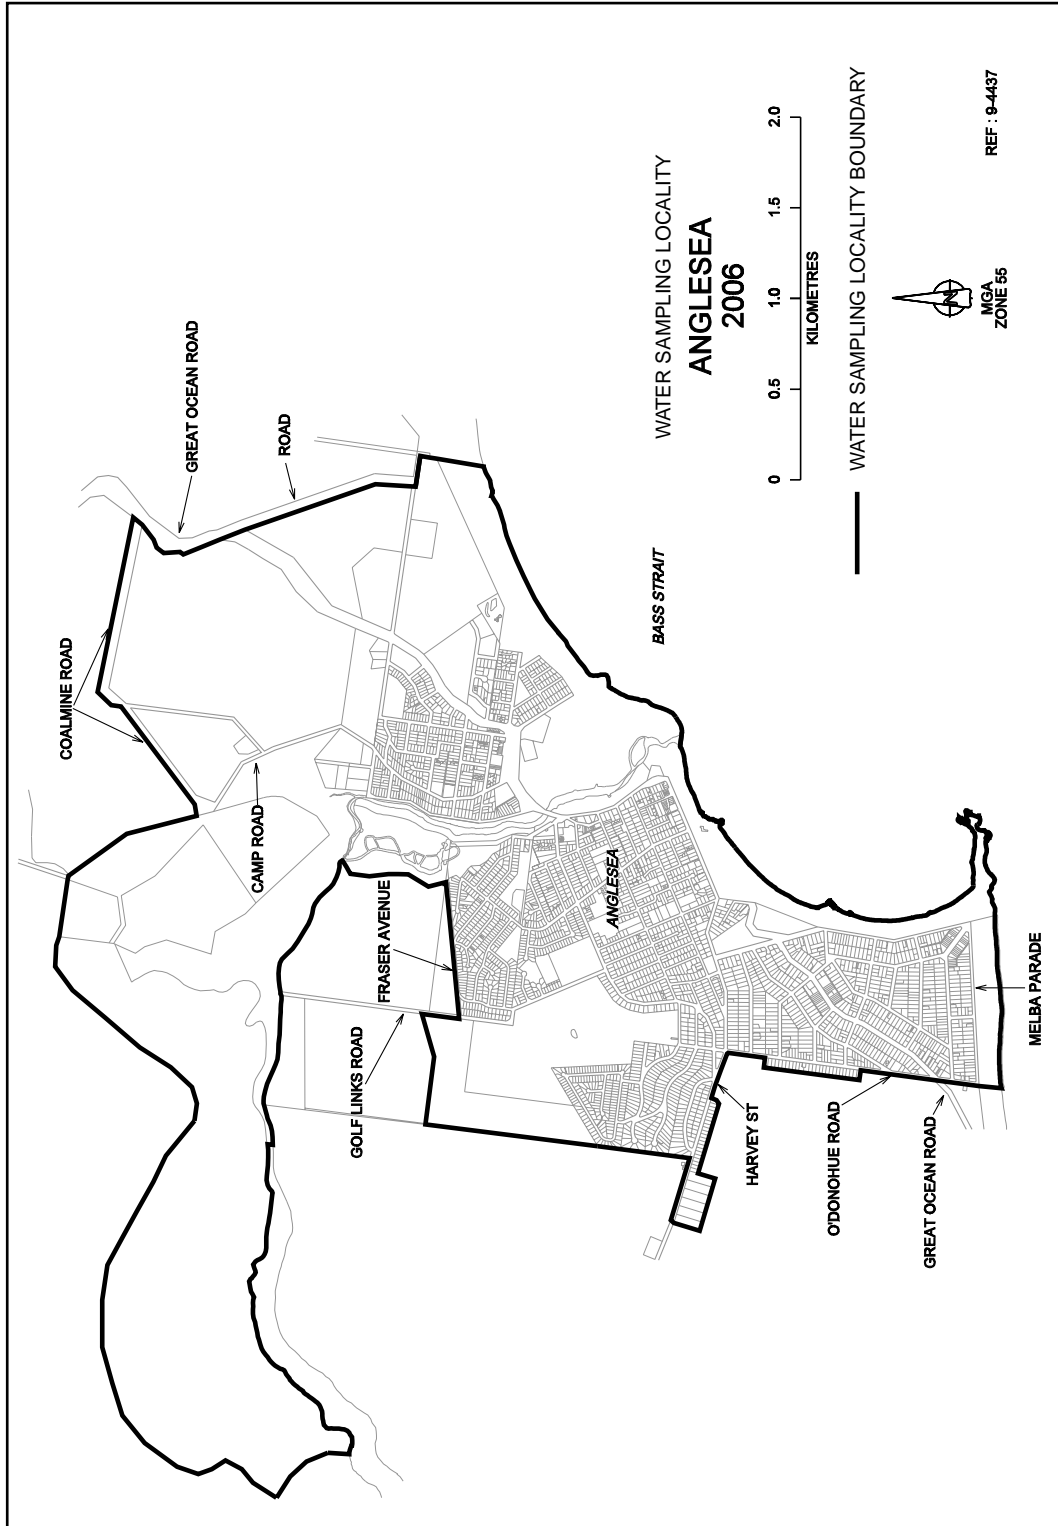 COALMINE ROAD
GREAT OCEAN ROAD
ROAD
CAMP ROAD
FRASER AVENUE
GOLF LINKS ROAD
ANGLESEA
BASS STRAIT
HARVEY ST
O'DONOHUE ROAD
GREAT OCEAN ROAD
MELBA PARADE
WATER SAMPLING LOCALITY
ANGLESEA
2006
0 0.5 1.0 1.5 2.0
KILOMETRES
WATER SAMPLING LOCALITY BOUNDARY
N
MGA
ZONE 55
REF : 9-4437